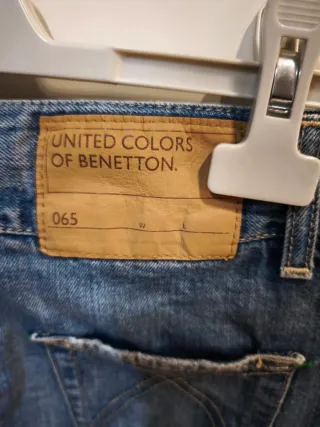 UNITED COLORS
OF BENETTON.
065 W L